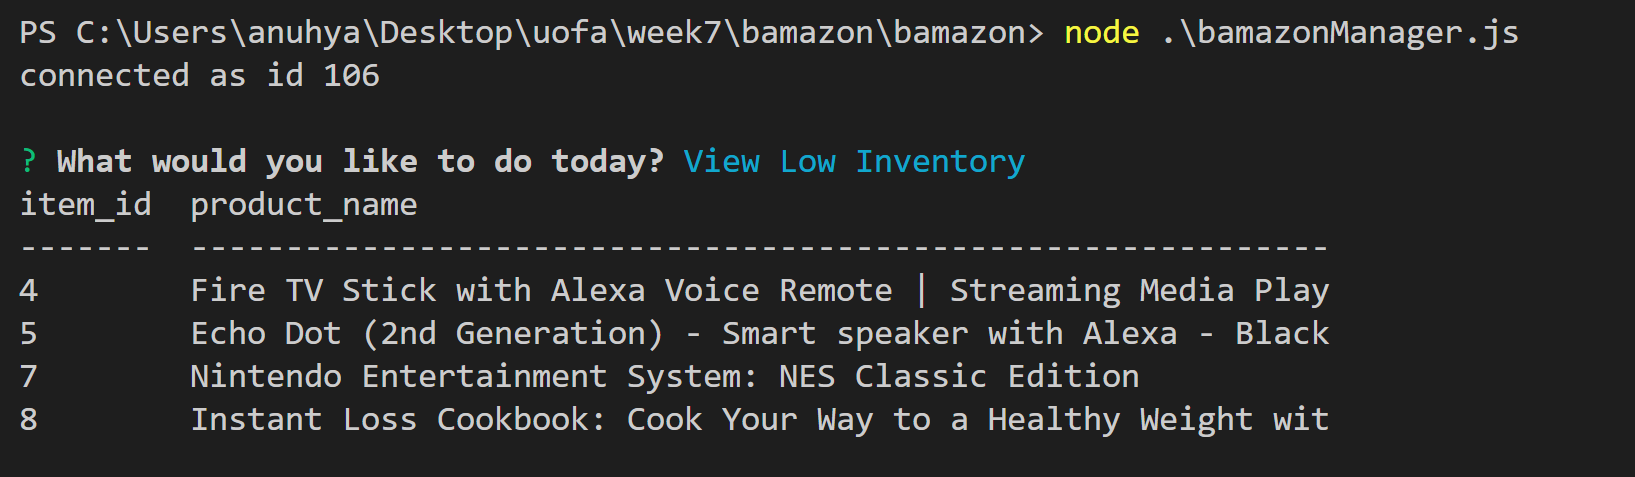 PS C:\Users\anuhya\Desktop\uofa\week7\bamazon\bamazon> node .\bamazonManager.js
connected as id 106
? What would you like to do today? View Low Inventory
item_id  product_name
-------  ------------------------------------------------------------
4        Fire TV Stick with Alexa Voice Remote | Streaming Media Play
5        Echo Dot (2nd Generation) - Smart speaker with Alexa - Black
7        Nintendo Entertainment System: NES Classic Edition
8        Instant Loss Cookbook: Cook Your Way to a Healthy Weight wit